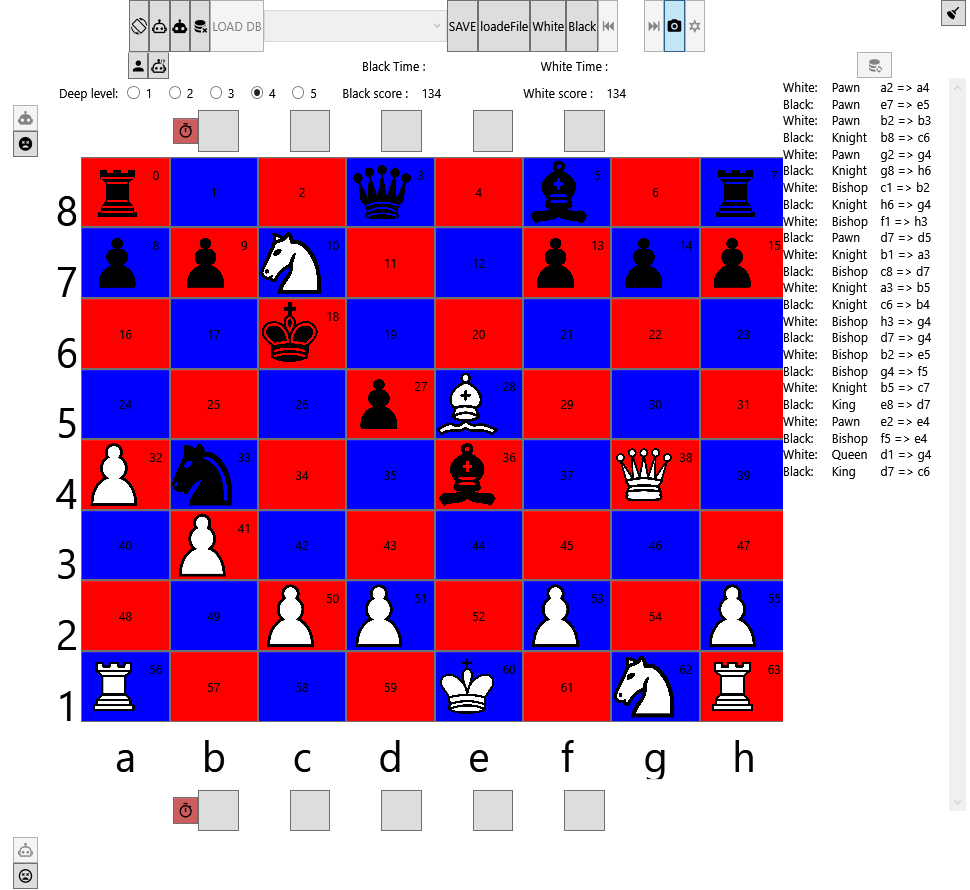 LOAD DB SAVE loadeFile White Black
Black Time : White Time :
Deep level: 1 2 3 4 5 Black score : 134 White score : 134
White: Pawn a2 => a4
Black: Pawn e7 => e5
White: Pawn b2 => b3
Black: Knight b8 => c6
White: Pawn g2 => g4
Black: Knight g8 => h6
White: Bishop c1 => b2
Black: Knight h6 => g4
White: Bishop f1 => h3
Black: Pawn d7 => d5
White: Knight b1 => a3
Black: Bishop c8 => d7
White: Knight a3 => b5
Black: Knight c6 => b4
White: Bishop h3 => g4
Black: Bishop d7 => g4
White: Bishop b2 => e5
Black: Bishop g4 => f5
White: Knight b5 => c7
Black: King e8 => d7
White: Pawn e2 => e4
Black: Bishop f5 => e4
White: Queen d1 => g4
Black: King d7 => c6
8 0 1 2 3 4 5 6 7
7 8 9 10 11 12 13 14 15
6 16 17 18 19 20 21 22 23
5 24 25 26 27 28 29 30 31
4 32 33 34 35 36 37 38 39
3 40 41 42 43 44 45 46 47
2 48 49 50 51 52 53 54 55
1 56 57 58 59 60 61 62 63
a b c d e f g h